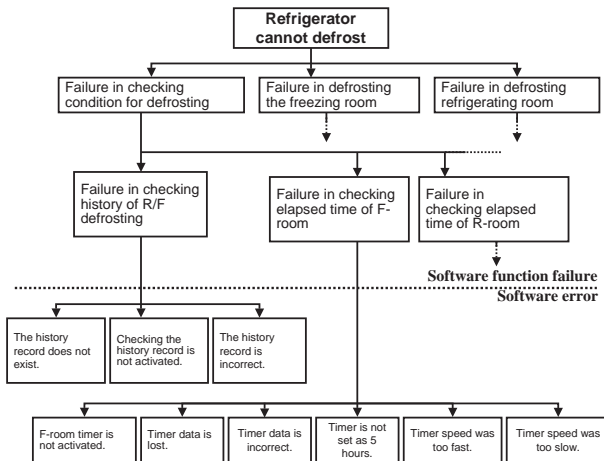 Refrigerator
cannot defrost
Failure in checking
condition for defrosting
Failure in defrosting
the freezing room
Failure in defrosting
refrigerating room
Failure in checking
history of R/F
defrosting
Failure in checking
elapsed time of F-
room
Failure in
checking elapsed
time of R-room
Software function failure
Software error
The history
record does not
exist.
Checking the
history record is
not activated.
The history
record is
incorrect.
F-room timer is
not activated.
Timer data is
lost.
Timer data is
incorrect.
Timer is not
set as 5
hours.
Timer speed was
too fast.
Timer speed was
too slow.